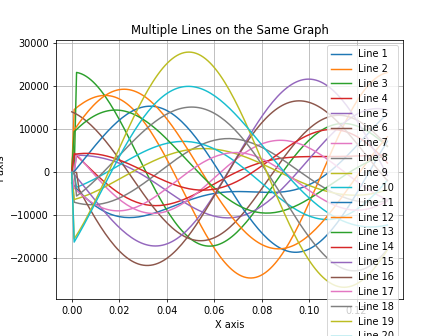 Multiple Lines on the Same Graph
30000
20000
10000
0
−10000
−20000
0.00
0.02
0.04
0.06
0.08
0.10
X axis
Line 1
Line 2
Line 3
Line 4
Line 5
Line 6
Line 7
Line 8
Line 9
Line 10
Line 11
Line 12
Line 13
Line 14
Line 15
Line 16
Line 17
Line 18
Line 19
Line 20